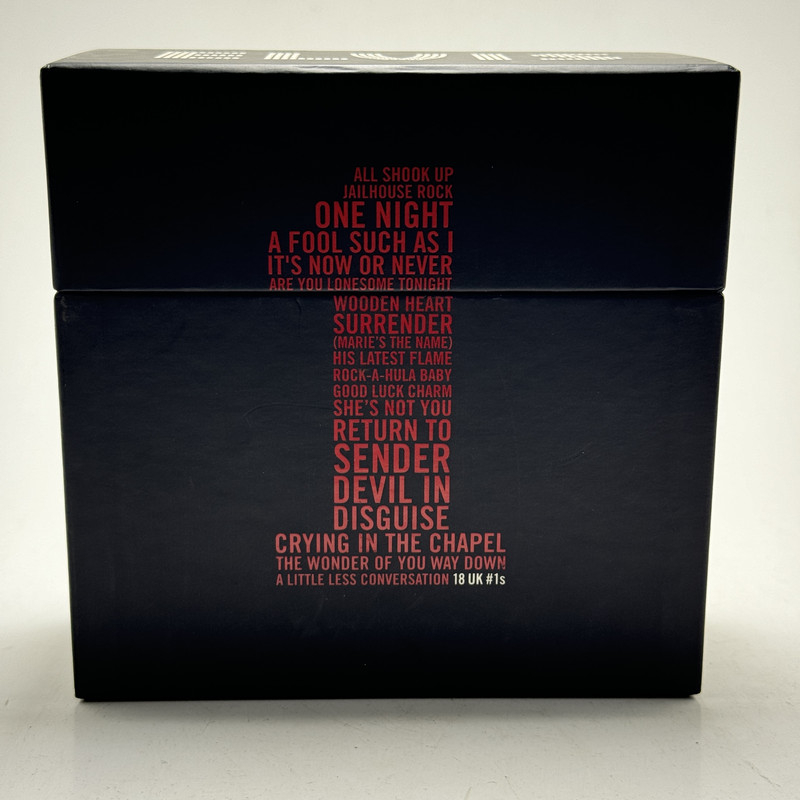 ALL SHOOK UP
JAILHOUSE ROCK
ONE NIGHT
A FOOL SUCH AS I
IT'S NOW OR NEVER
ARE YOU LONESOME TONIGHT
WOODEN HEART
SURRENDER
(MARIE'S THE NAME)
HIS LATEST FLAME
ROCK-A-HULA BABY
GOOD LUCK CHARM
SHE'S NOT YOU
RETURN TO
SENDER
DEVIL IN
DISGUISE
CRYING IN THE CHAPEL
THE WONDER OF YOU WAY DOWN
A LITTLE LESS CONVERSATION 18 UK #1s